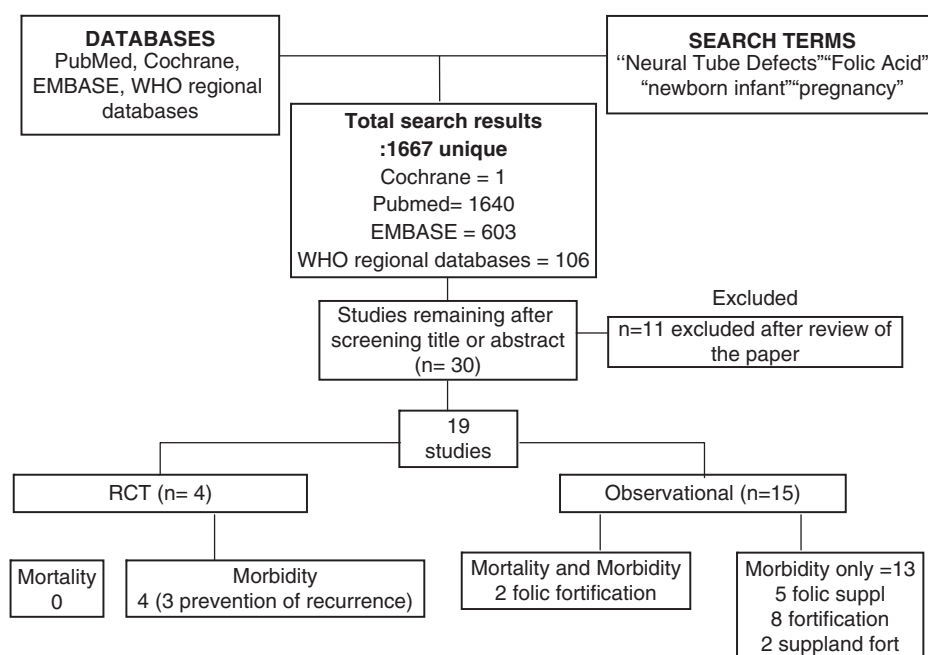 DATABASES
PubMed, Cochrane,
EMBASE, WHO regional
databases
SEARCH TERMS
“Neural Tube Defects“Folic Acid”
“newborn infant“pregnancy”
Total search results
:1667 unique
Cochrane = 1
Pubmed= 1640
EMBASE = 603
WHO regional databases = 106
Studies remaining after
screening title or abstract
(n= 30)
Excluded
n=11 excluded after review of
the paper
19
studies
RCT (n= 4)
Observational (n=15)
Mortality
0
Morbidity
4 (3 prevention of recurrence)
Mortality and Morbidity
2 folic fortification
Morbidity only =13
5 folic suppl
8 fortification
2 suppland fort